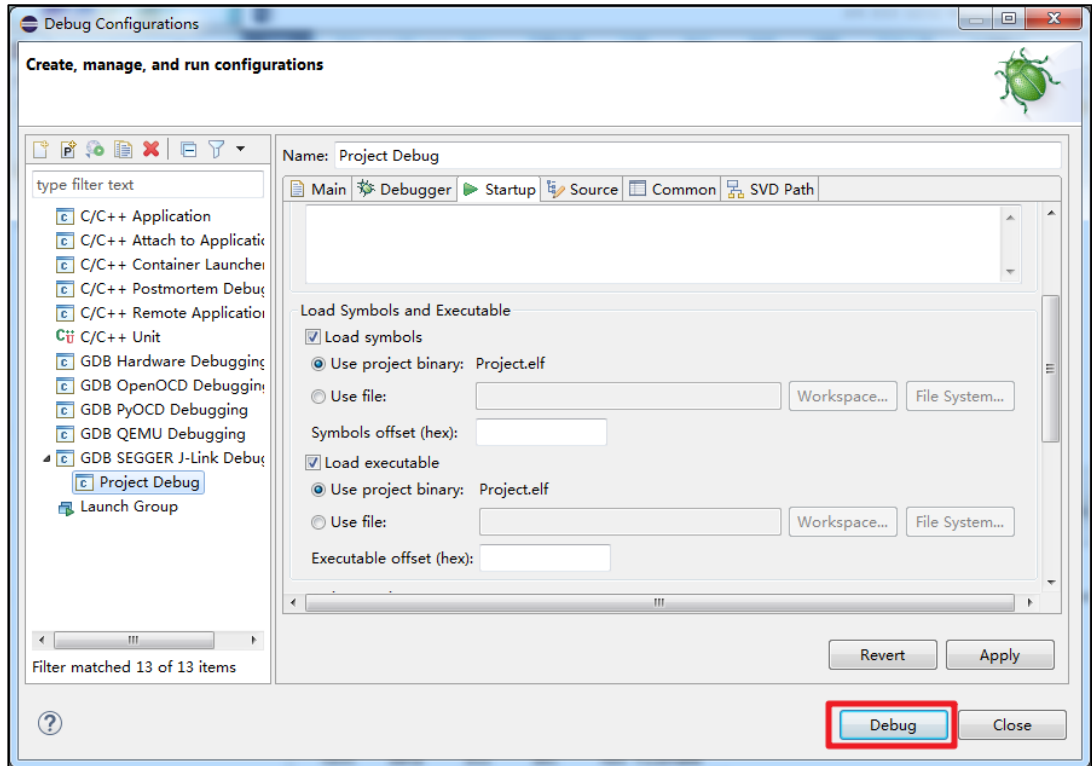 Debug Configurations
Create, manage, and run configurations
Name: Project Debug
type filter text
Main Debugger Startup Source Common SVD Path
C/C++ Application
C/C++ Attach to Applicatic
C/C++ Container Launcher
C/C++ Postmortem Debug
C/C++ Remote Application
C/C++ Unit
GDB Hardware Debugging
GDB OpenOCD Debugging
GDB PyOCD Debugging
GDB QEMU Debugging
GDB SEGGER J-Link Debug
Project Debug
Launch Group
Filter matched 13 of 13 items
Load Symbols and Executable
Load symbols
Use project binary: Project.elf
Use file: Workspace... File System...
Symbols offset (hex):
Load executable
Use project binary: Project.elf
Use file: Workspace... File System...
Executable offset (hex):
Revert Apply
Debug Close